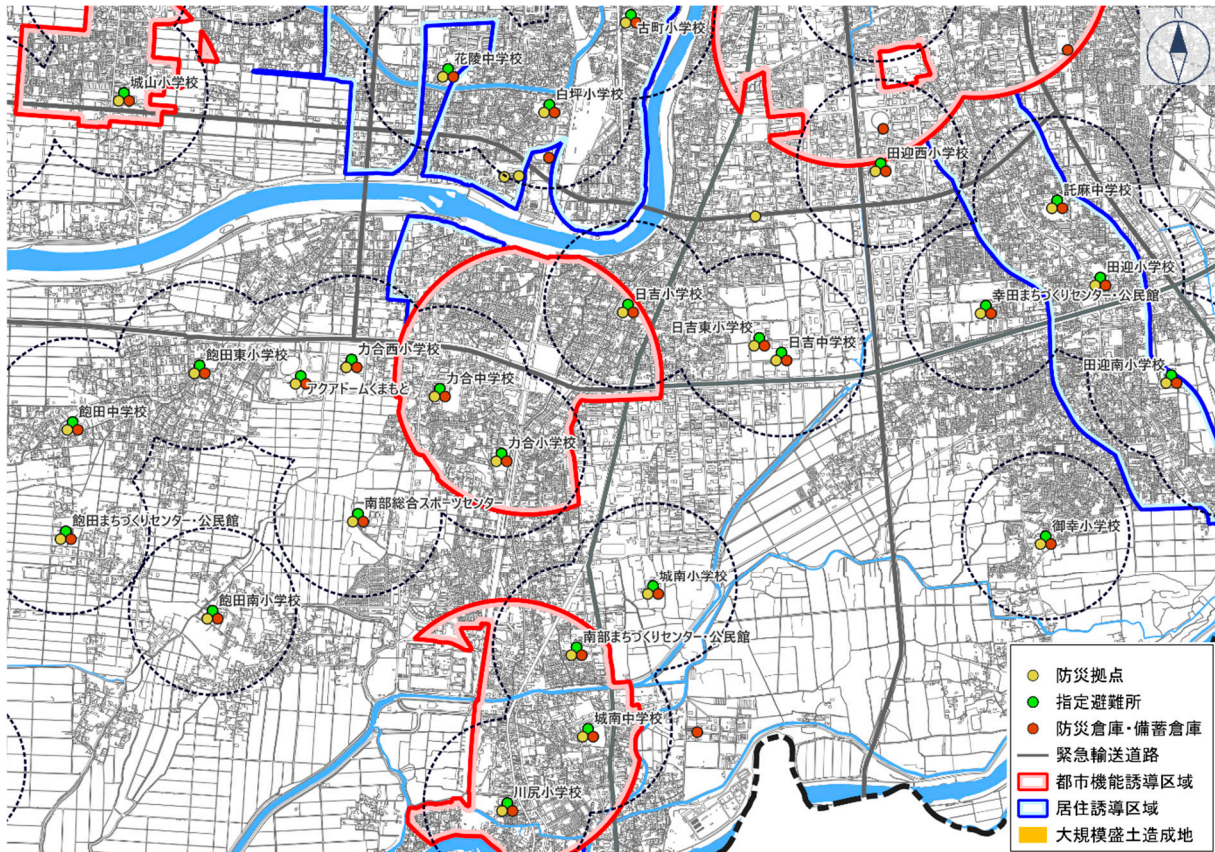 N
古町小学校
花陵中学校
城山小学校
白坪小学校
田迎西小学校
託麻中学校
田迎小学校
幸田まちづくりセンター・公民館
日吉小学校
日吉東小学校
日吉中学校
飽田東小学校
力合西小学校
アクアドームくまもと
力合中学校
田迎南小学校
飽田中学校
力合小学校
南部総合スポーツセンタ
飽田まちづくりセンター・公民館
御幸小学校
城南小学校
飽田南小学校
南部まちづくりセンター・公民館
城南中学校
川尻小学校
防災拠点
指定避難所
防災倉庫・備蓄倉庫
緊急輸送道路
都市機能誘導区域
居住誘導区域
大規模盛土造成地